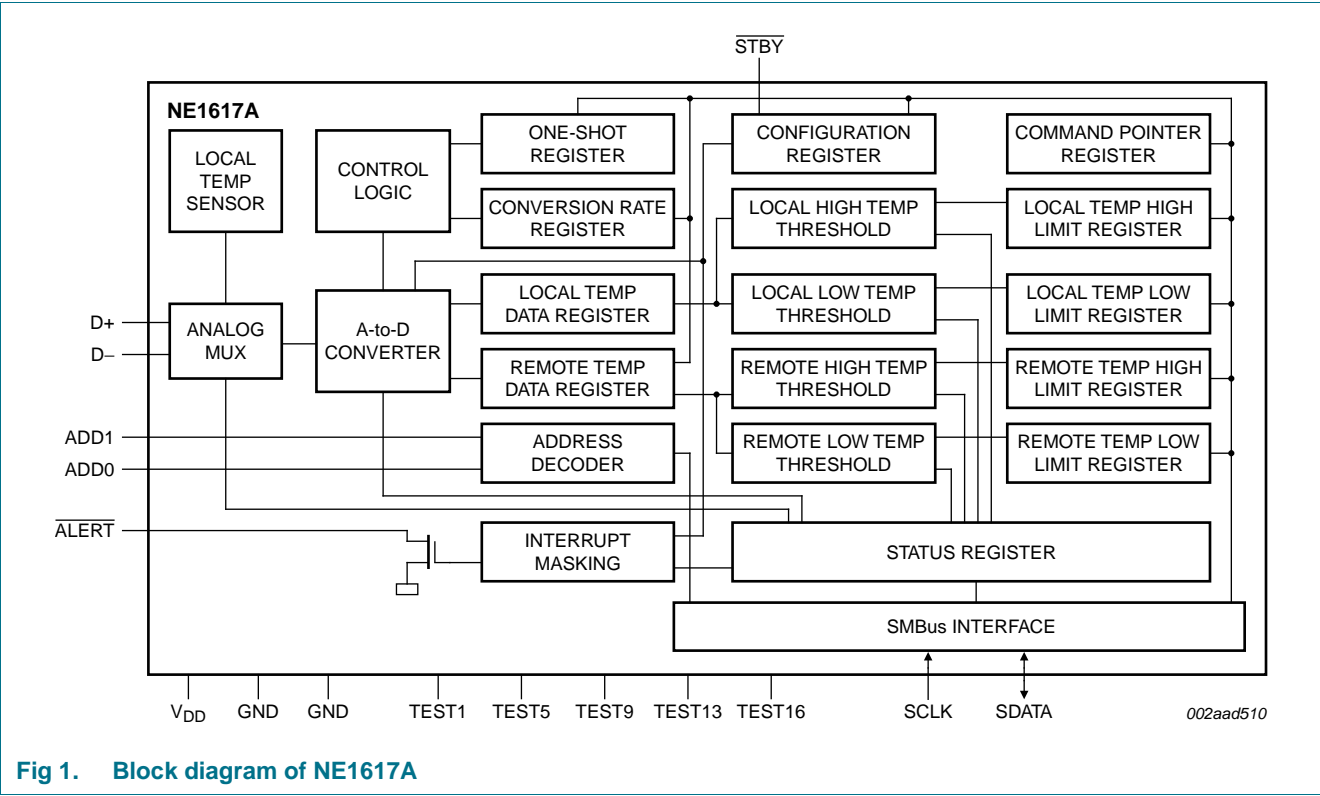 STBY
NE1617A
LOCAL
TEMP
SENSOR
CONTROL
LOGIC
ONE-SHOT
REGISTER
CONFIGURATION
REGISTER
COMMAND POINTER
REGISTER
CONVERSION RATE
REGISTER
LOCAL HIGH TEMP
THRESHOLD
LOCAL TEMP HIGH
LIMIT REGISTER
D+
D−
ANALOG
MUX
A-to-D
CONVERTER
LOCAL TEMP
DATA REGISTER
LOCAL LOW TEMP
THRESHOLD
LOCAL TEMP LOW
LIMIT REGISTER
REMOTE TEMP
DATA REGISTER
REMOTE HIGH TEMP
THRESHOLD
REMOTE TEMP HIGH
LIMIT REGISTER
ADD1
ADD0
ADDRESS
DECODER
REMOTE LOW TEMP
THRESHOLD
REMOTE TEMP LOW
LIMIT REGISTER
ALERT
INTERRUPT
MASKING
STATUS REGISTER
SMBus INTERFACE
VDD
GND
GND
TEST1
TEST5
TEST9
TEST13
TEST16
SCLK
SDATA
002aad510
Fig 1. Block diagram of NE1617A